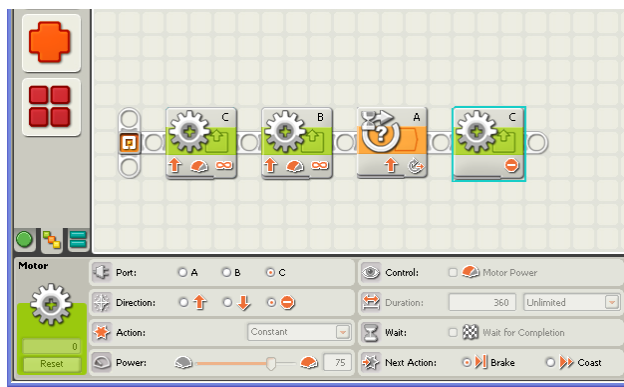 C
B
A
C
Motor
Port:
A
B
C
Control:
Motor Power
Direction:
Duration:
360
Unlimited
Action:
Constant
Wait:
Wait for Completion
0
Reset
Power:
75
Next Action:
Brake
Coast